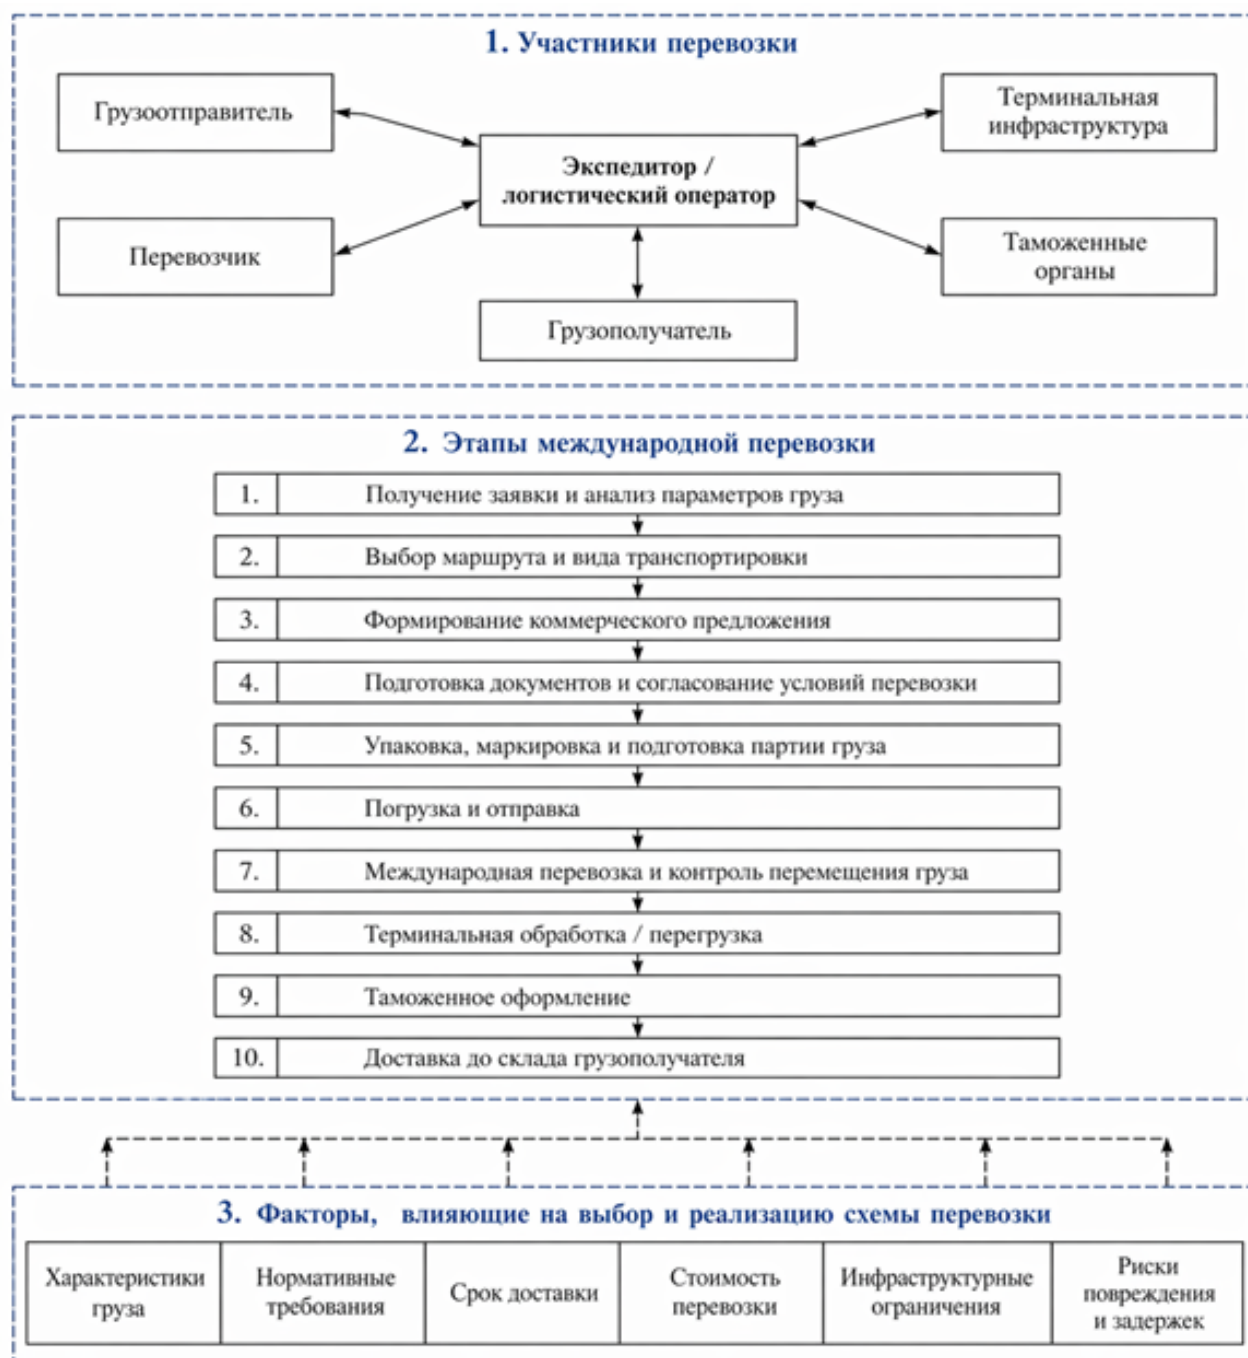 1. Участники перевозки
Грузоотправитель
Терминальная
инфраструктура
Экспедитор /
логистический оператор
Перевозчик
Таможенные
органы
Грузополучатель
2. Этапы международной перевозки
1. Получение заявки и анализ параметров груза
2. Выбор маршрута и вида транспортировки
3. Формирование коммерческого предложения
4. Подготовка документов и согласование условий перевозки
5. Упаковка, маркировка и подготовка партии груза
6. Погрузка и отправка
7. Международная перевозка и контроль перемещения груза
8. Терминальная обработка / перегрузка
9. Таможенное оформление
10. Доставка до склада грузополучателя
3. Факторы, влияющие на выбор и реализацию схемы перевозки
Характеристики
груза
Нормативные
требования
Срок доставки
Стоимость
перевозки
Инфраструктурные
ограничения
Риски
повреждения
и задержек